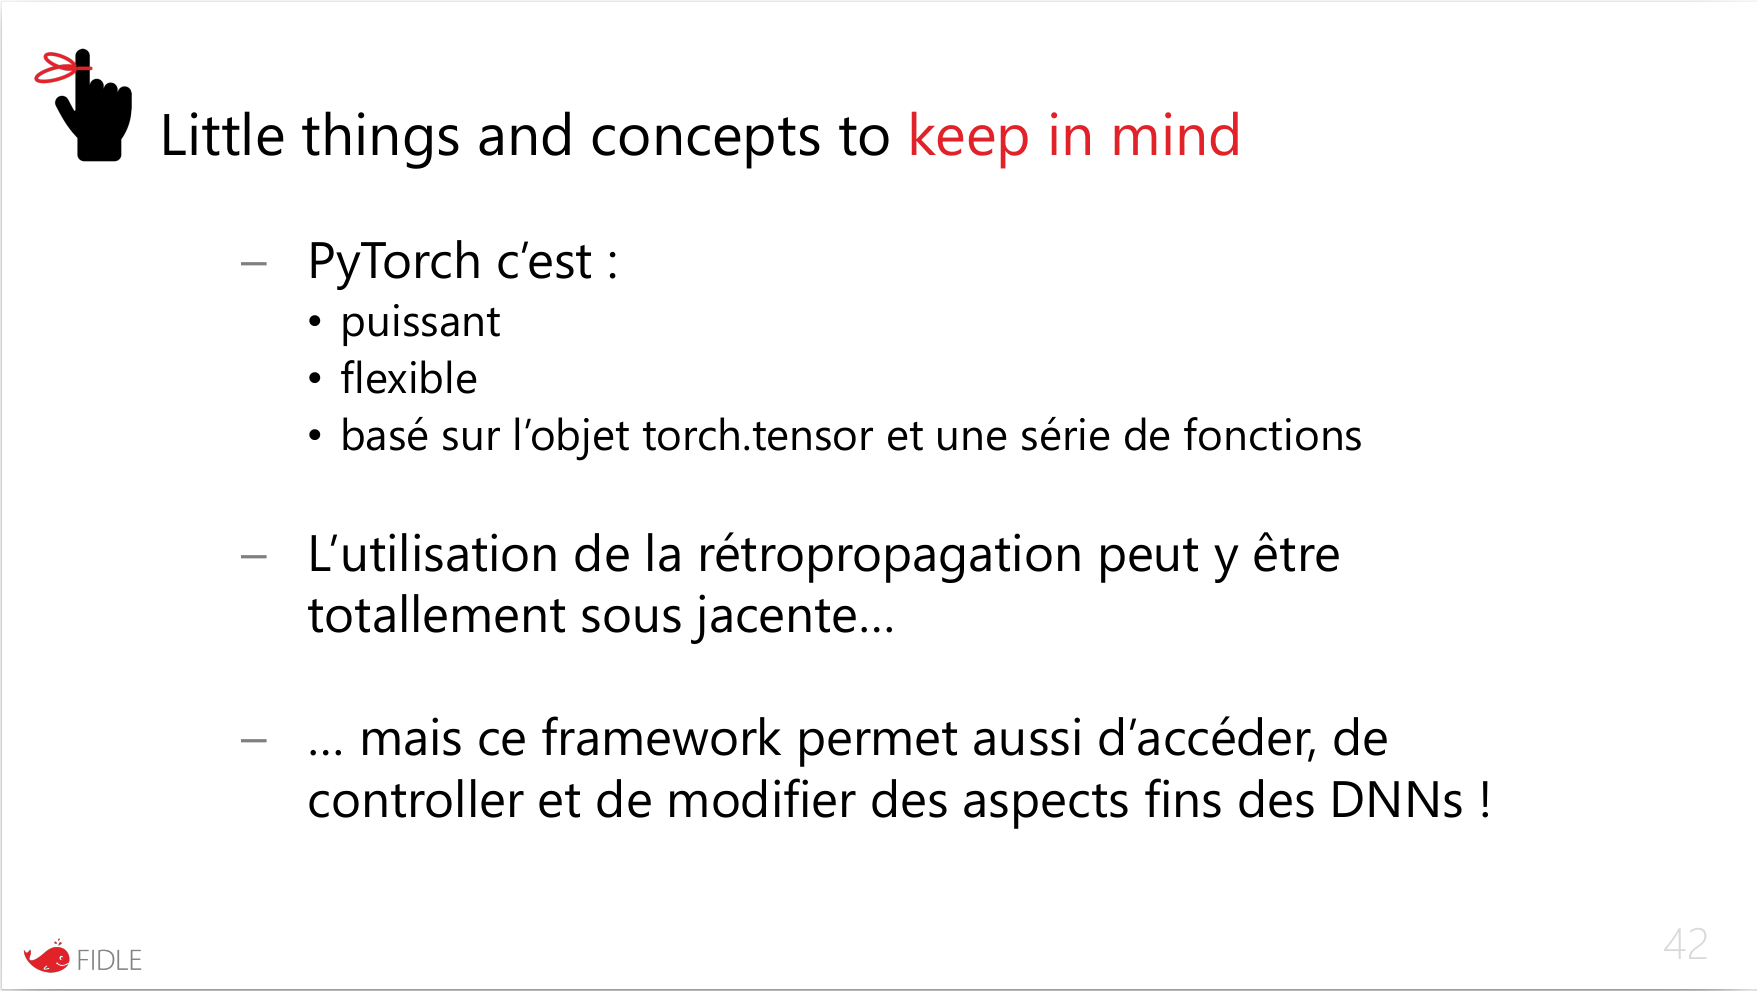 Little things and concepts to keep in mind
– PyTorch c’est :
• puissant
• flexible
• basé sur l’objet torch.tensor et une série de fonctions
– L’utilisation de la rétropropagation peut y être
totallement sous jacente…
– … mais ce framework permet aussi d’accéder, de
controller et de modifier des aspects fins des DNNs !
FIDLE
42